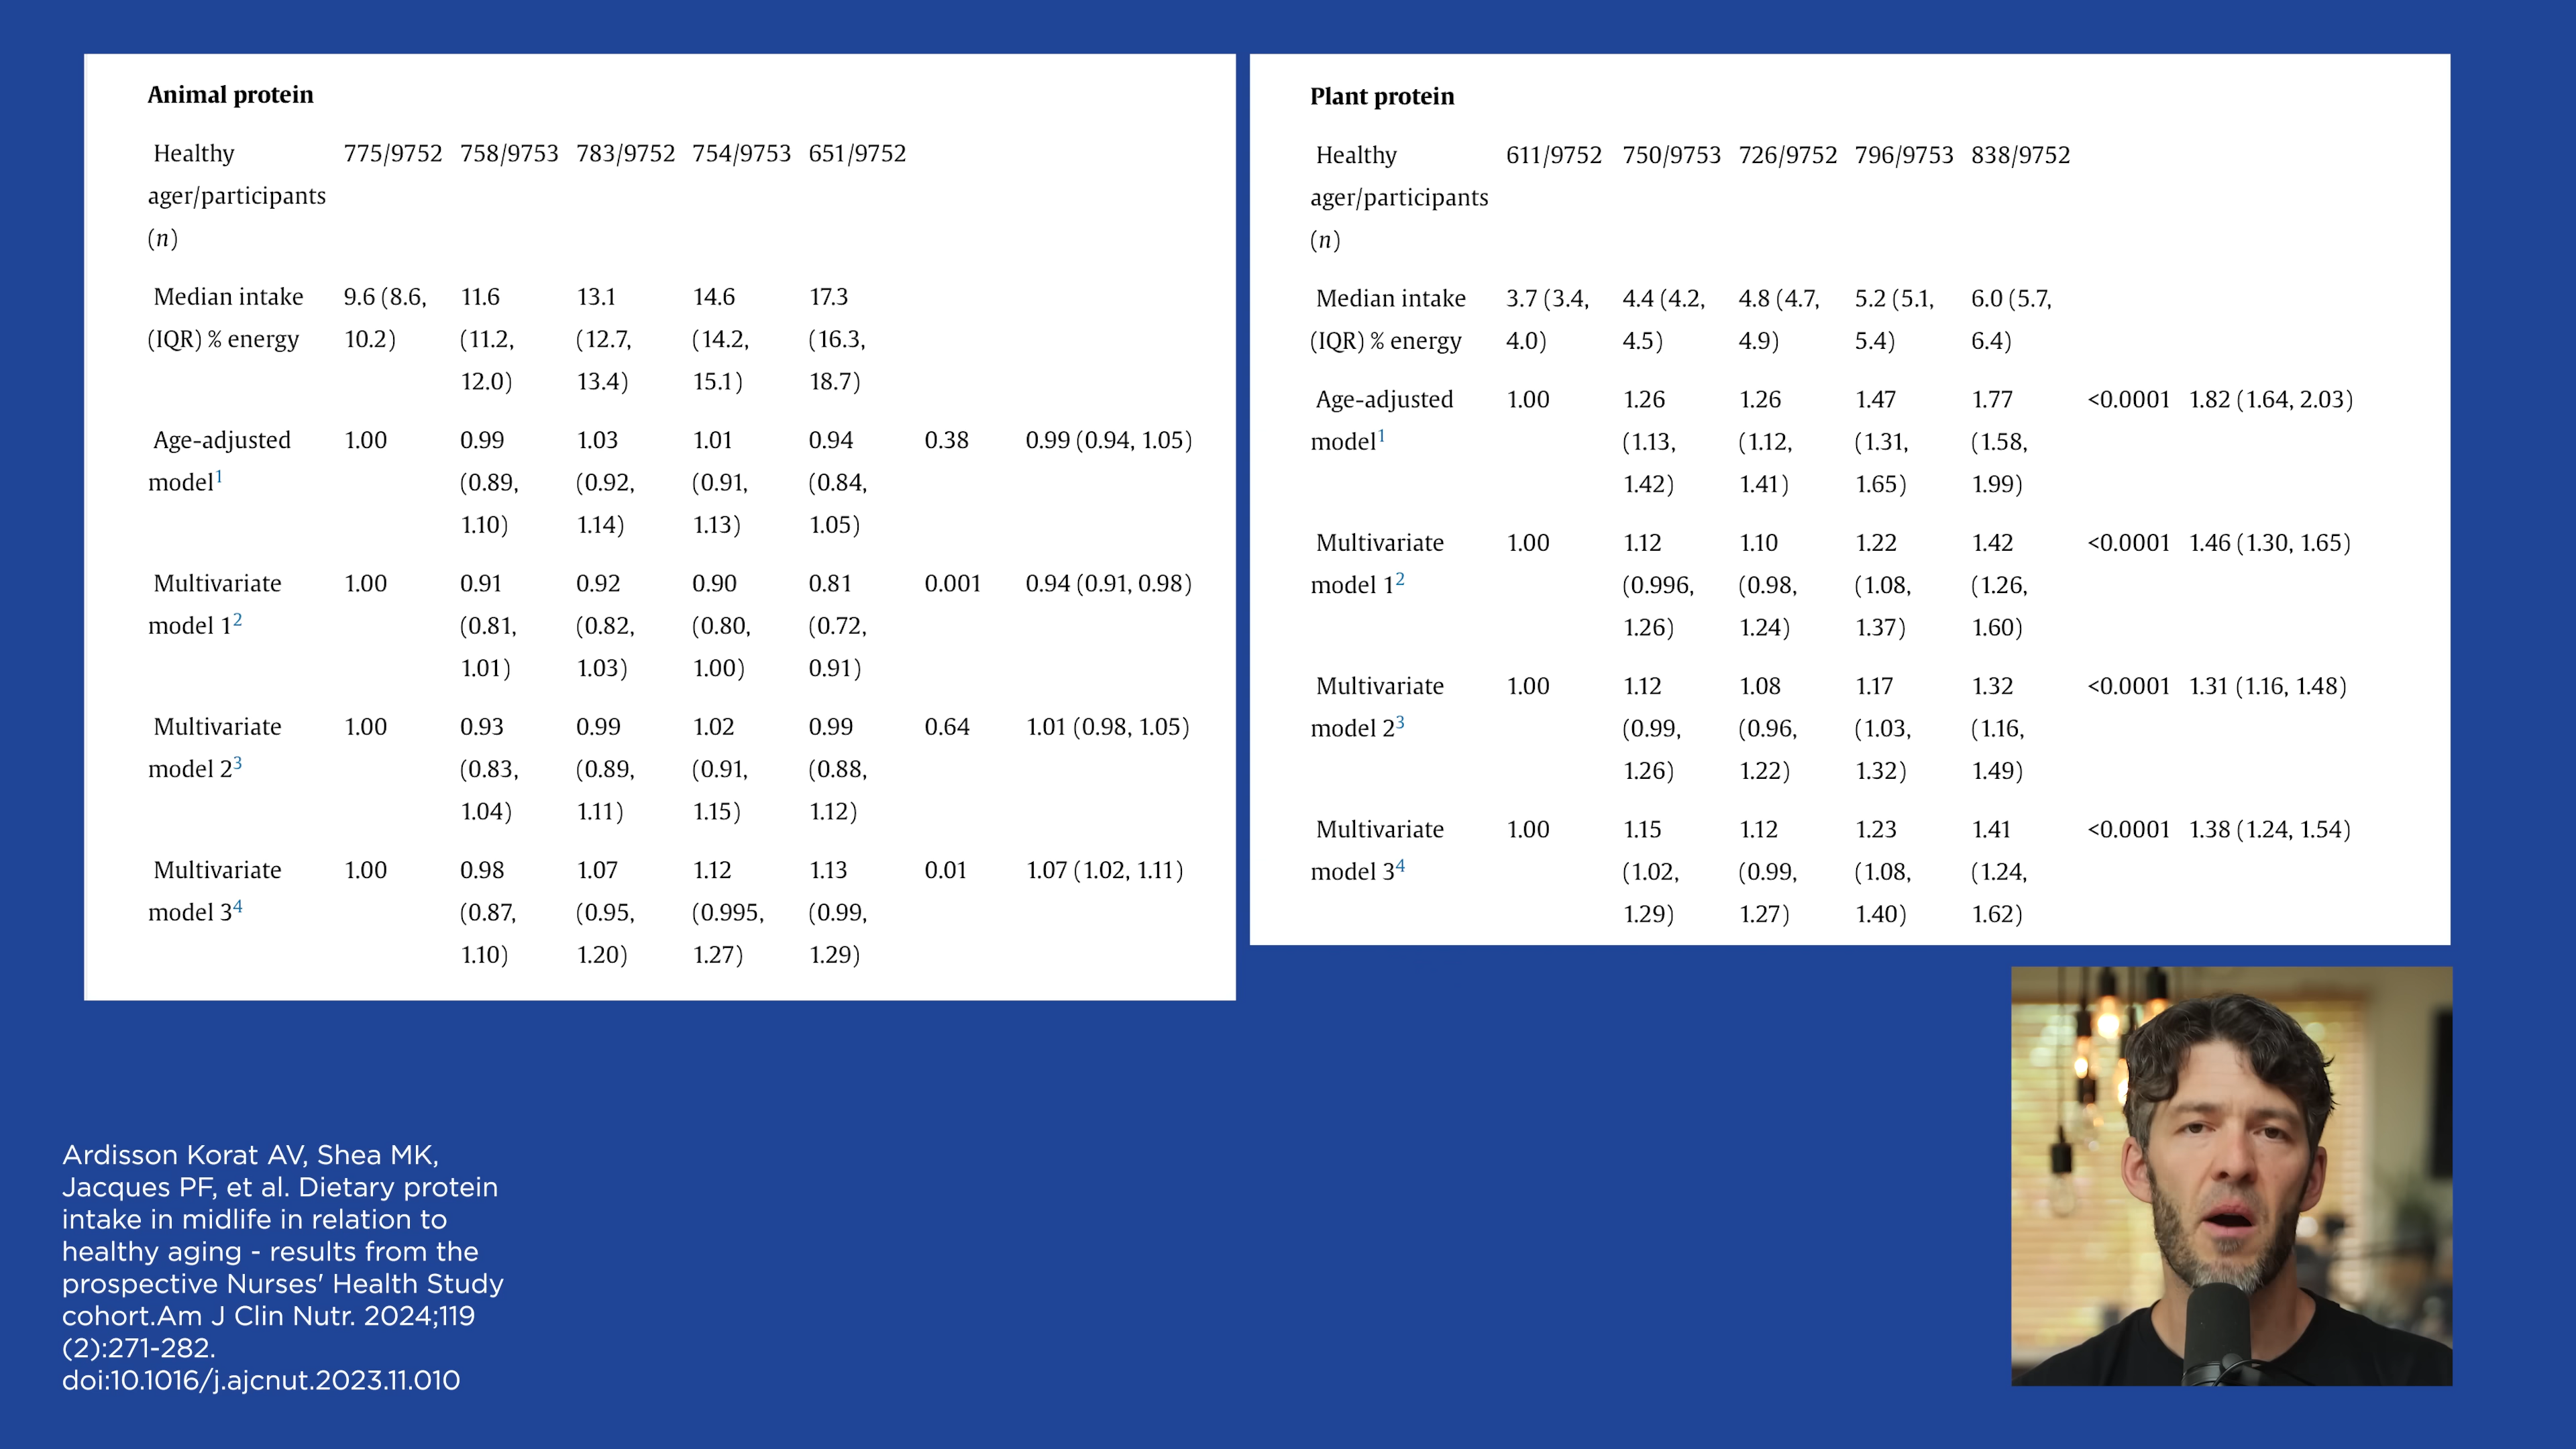 Animal protein
Healthy 775/9752 758/9753 783/9752 754/9753 651/9752
ager/participants
(n)
Median intake 9.6 (8.6, 11.6 13.1 14.6 17.3
(IQR) % energy 10.2) (11.2, (12.7, (14.2, (16.3,
12.0) 13.4) 15.1) 18.7)
Age-adjusted 1.00 0.99 1.03 1.01 0.94 0.38 0.99 (0.94, 1.05)
model1 (0.89, (0.92, (0.91, (0.84,
1.10) 1.14) 1.13) 1.05)
Multivariate 1.00 0.91 0.92 0.90 0.81 0.001 0.94 (0.91, 0.98)
model 12 (0.81, (0.82, (0.80, (0.72,
1.01) 1.03) 1.00) 0.91)
Multivariate 1.00 0.93 0.99 1.02 0.99 0.64 1.01 (0.98, 1.05)
model 23 (0.83, (0.89, (0.91, (0.88,
1.04) 1.11) 1.15) 1.12)
Multivariate 1.00 0.98 1.07 1.12 1.13 0.01 1.07 (1.02, 1.11)
model 34 (0.87, (0.95, (0.995, (0.99,
1.10) 1.20) 1.27) 1.29)
Plant protein
Healthy 611/9752 750/9753 726/9752 796/9753 838/9752
ager/participants
(n)
Median intake 3.7 (3.4, 4.4 (4.2, 4.8 (4.7, 5.2 (5.1, 6.0 (5.7,
(IQR) % energy 4.0) 4.5) 4.9) 5.4) 6.4)
Age-adjusted 1.00 1.26 1.26 1.47 1.77 <0.0001 1.82 (1.64, 2.03)
model1 (1.13, (1.12, (1.31, (1.58,
1.42) 1.41) 1.65) 1.99)
Multivariate 1.00 1.12 1.10 1.22 1.42 <0.0001 1.46 (1.30, 1.65)
model 12 (0.996, (0.98, (1.08, (1.26,
1.26) 1.24) 1.37) 1.60)
Multivariate 1.00 1.12 1.08 1.17 1.32 <0.0001 1.31 (1.16, 1.48)
model 23 (0.99, (0.96, (1.03, (1.16,
1.26) 1.22) 1.32) 1.49)
Multivariate 1.00 1.15 1.12 1.23 1.41 <0.0001 1.38 (1.24, 1.54)
model 34 (1.02, (0.99, (1.08, (1.24,
1.29) 1.27) 1.40) 1.62)
Ardisson Korat AV, Shea MK,
Jacques PF, et al. Dietary protein
intake in midlife in relation to
healthy aging - results from the
prospective Nurses' Health Study
cohort.Am J Clin Nutr. 2024;119
(2):271-282.
doi:10.1016/j.ajcnut.2023.11.010